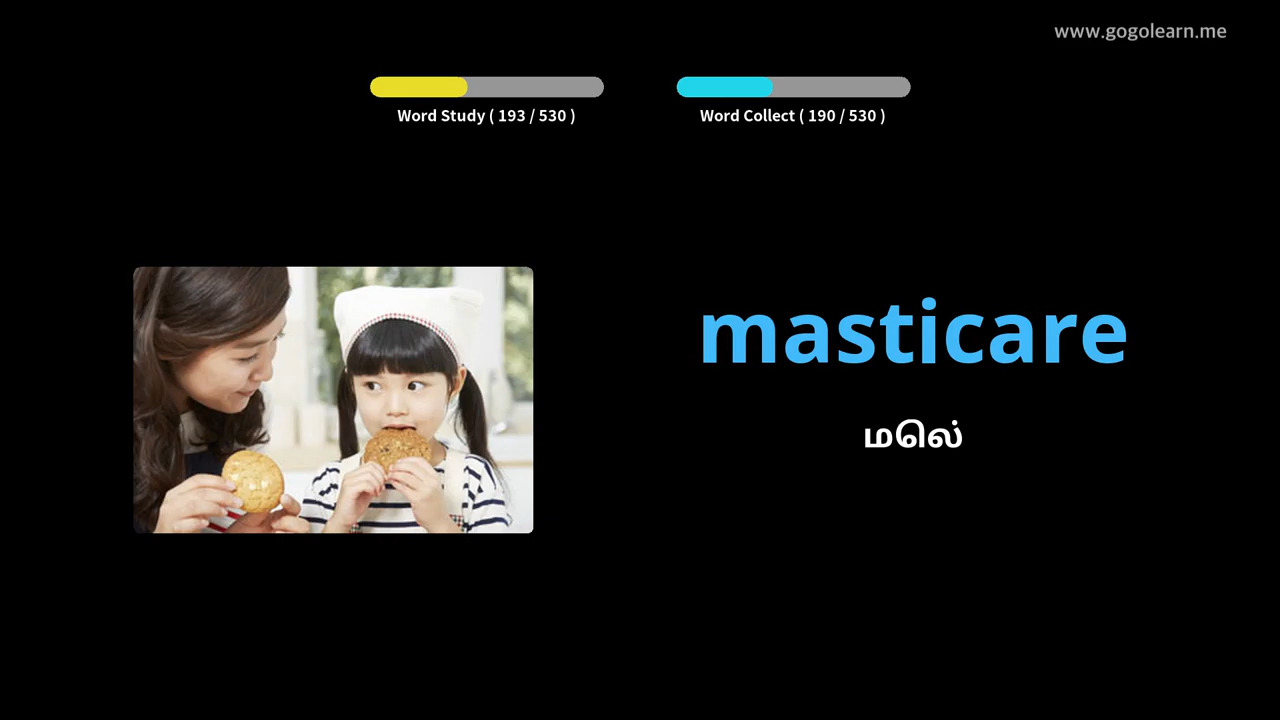 www.gogolearn.me
Word Study ( 193 / 530 )
Word Collect ( 190 / 530 )
masticare
மலெ்